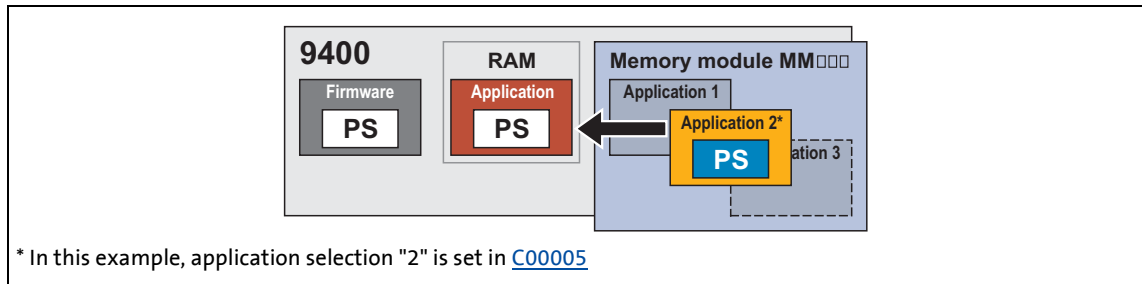 9400
RAM
Memory module MM□□□
Firmware
Application
Application 1
PS
PS
Application 2*
PS
ation 3
* In this example, application selection "2" is set in C00005